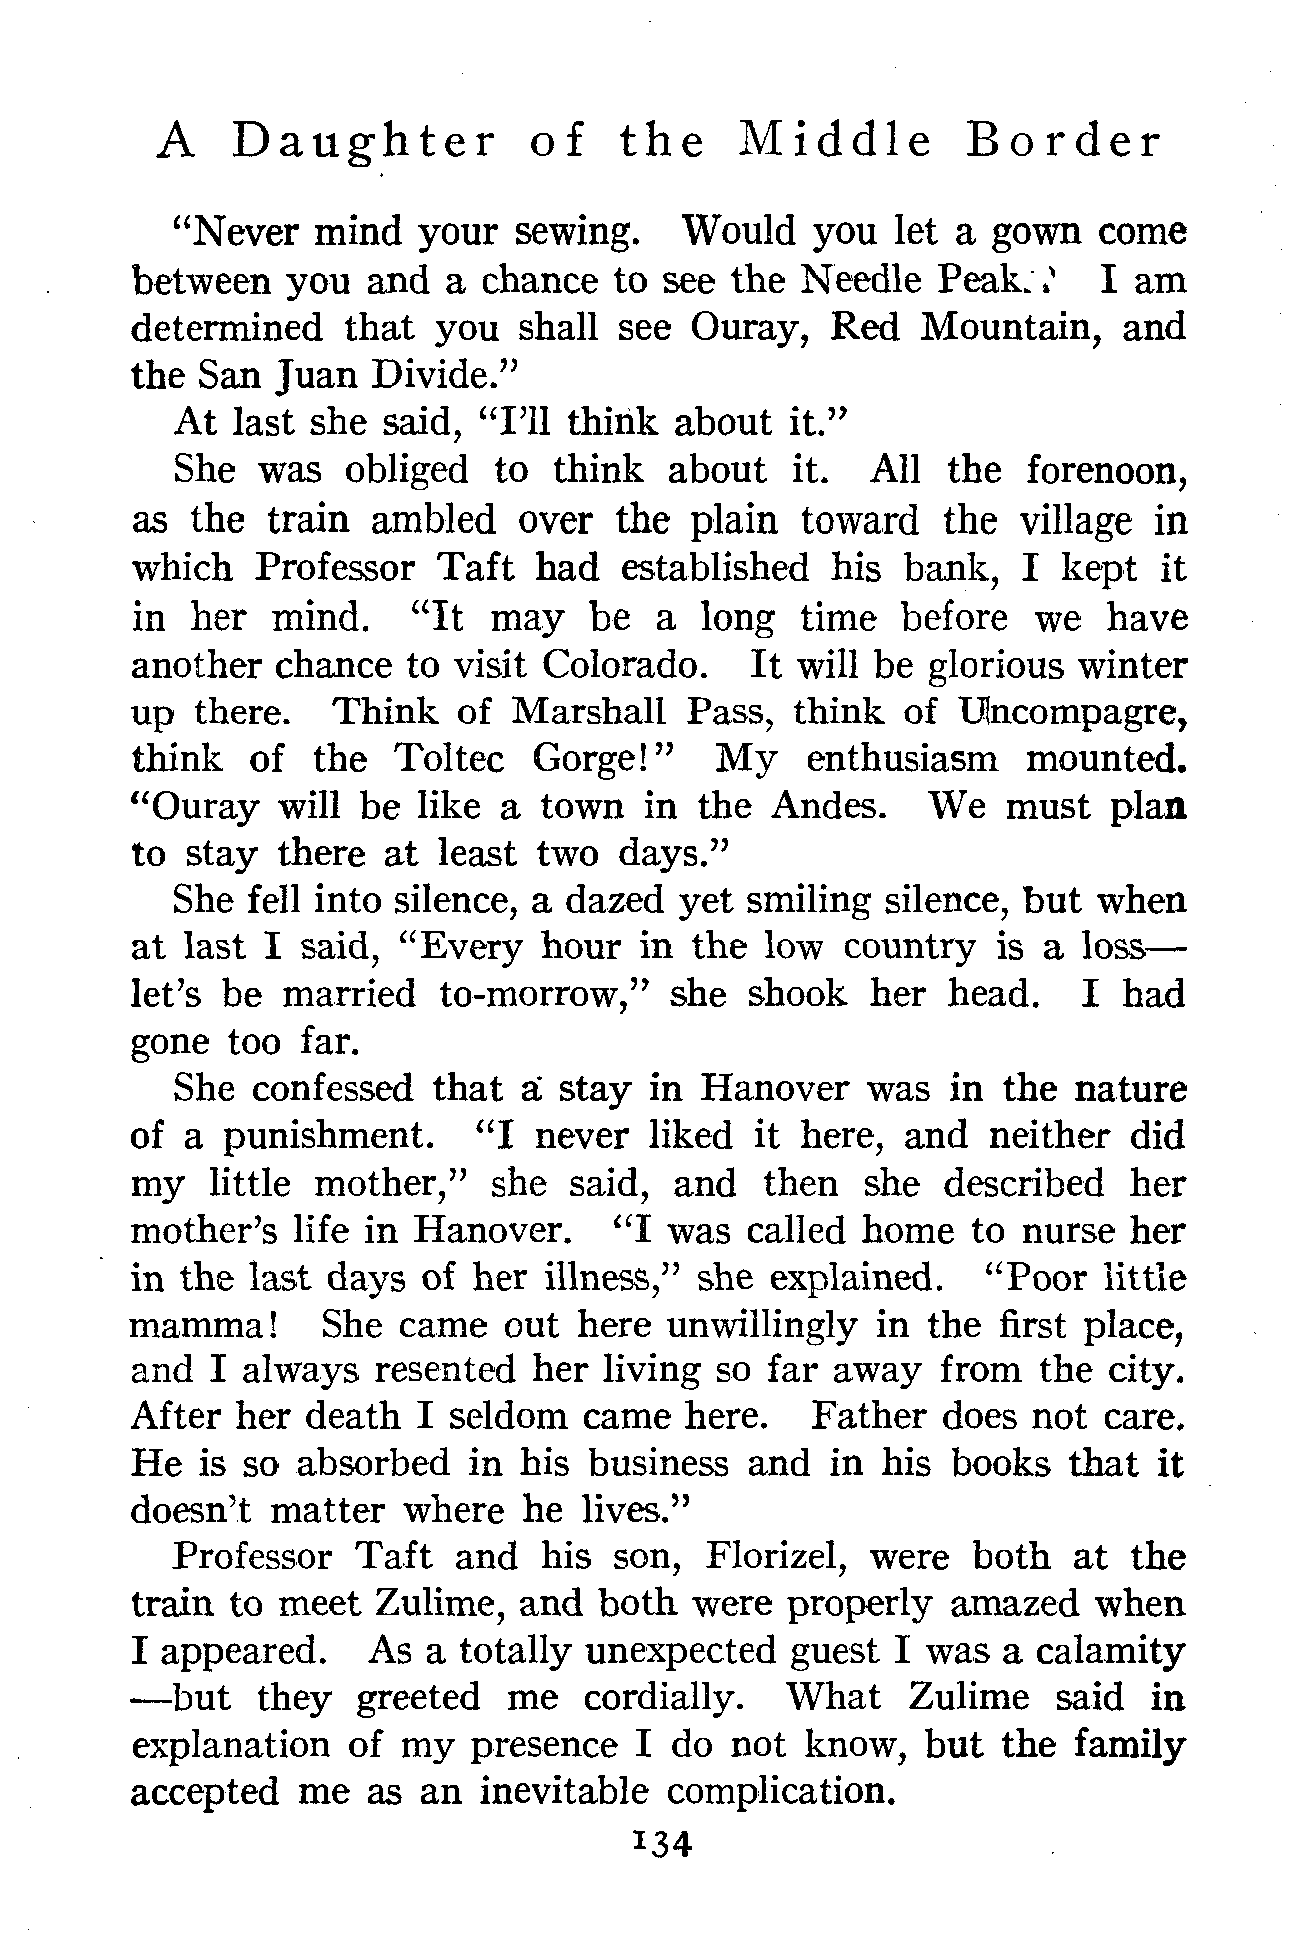 A Daughter of the Middle Border
“Never mind your sewing. Would you let a gown come
between you and a chance to see the Needle Peak.? I am
determined that you shall see Ouray, Red Mountain, and
the San Juan Divide.”
At last she said, “I’ll think about it.”
She was obliged to think about it. All the forenoon,
as the train ambled over the plain toward the village in
which Professor Taft had established his bank, I kept it
in her mind. “It may be a long time before we have
another chance to visit Colorado. It will be glorious winter
up there. Think of Marshall Pass, think of Uncompagre,
think of the Toltec Gorge!” My enthusiasm mounted.
“Ouray will be like a town in the Andes. We must plan
to stay there at least two days.”
She fell into silence, a dazed yet smiling silence, but when
at last I said, “Every hour in the low country is a loss—
let’s be married to-morrow,” she shook her head. I had
gone too far.
She confessed that a stay in Hanover was in the nature
of a punishment. “I never liked it here, and neither did
my little mother,” she said, and then she described her
mother’s life in Hanover. “I was called home to nurse her
in the last days of her illness,” she explained. “Poor little
mamma! She came out here unwillingly in the first place,
and I always resented her living so far away from the city.
After her death I seldom came here. Father does not care.
He is so absorbed in his business and in his books that it
doesn’t matter where he lives.”
Professor Taft and his son, Florizel, were both at the
train to meet Zulime, and both were properly amazed when
I appeared. As a totally unexpected guest I was a calamity
—but they greeted me cordially. What Zulime said in
explanation of my presence I do not know, but the family
accepted me as an inevitable complication.
134